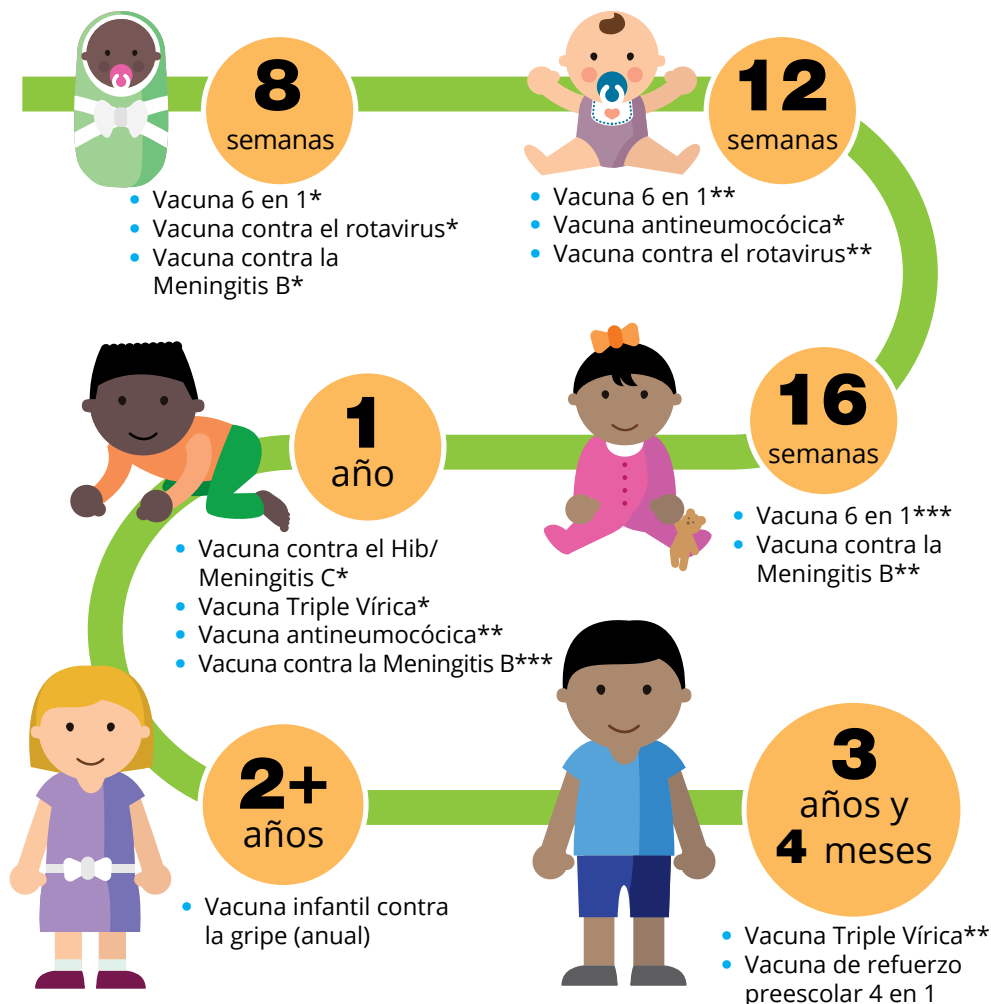 8
semanas
• Vacuna 6 en 1*
• Vacuna contra el rotavirus*
• Vacuna contra la
Meningitis B*
12
semanas
• Vacuna 6 en 1**
• Vacuna antineumocócica*
• Vacuna contra el rotavirus**
16
semanas
• Vacuna 6 en 1***
• Vacuna contra la
Meningitis B**
1
año
• Vacuna contra el Hib/
Meningitis C*
• Vacuna Triple Vírica*
• Vacuna antineumocócica**
• Vacuna contra la Meningitis B***
2+
años
• Vacuna infantil contra
la gripe (anual)
3
años y
4 meses
• Vacuna Triple Vírica**
• Vacuna de refuerzo
preescolar 4 en 1